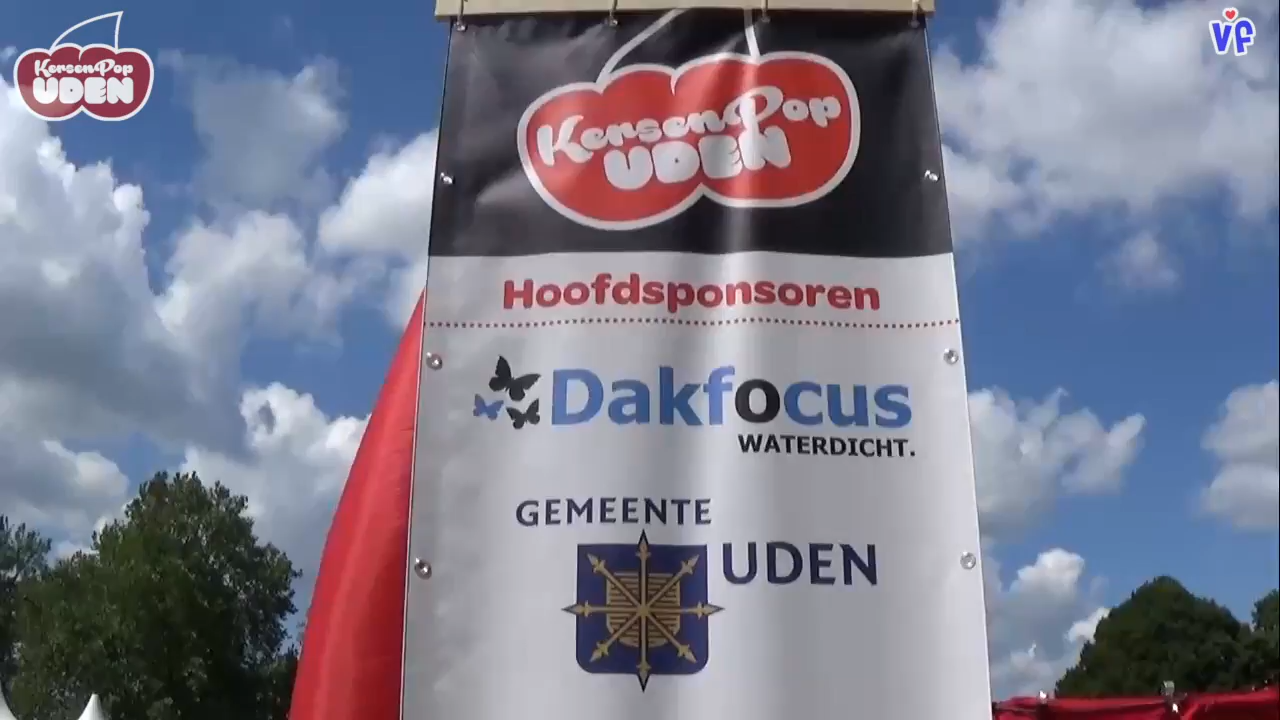 KersenPop
UDEN
VF
KersenPop
UDEN
Hoofdsponsoren
Dakfocus
WATERDICHT.
GEMEENTE
UDEN